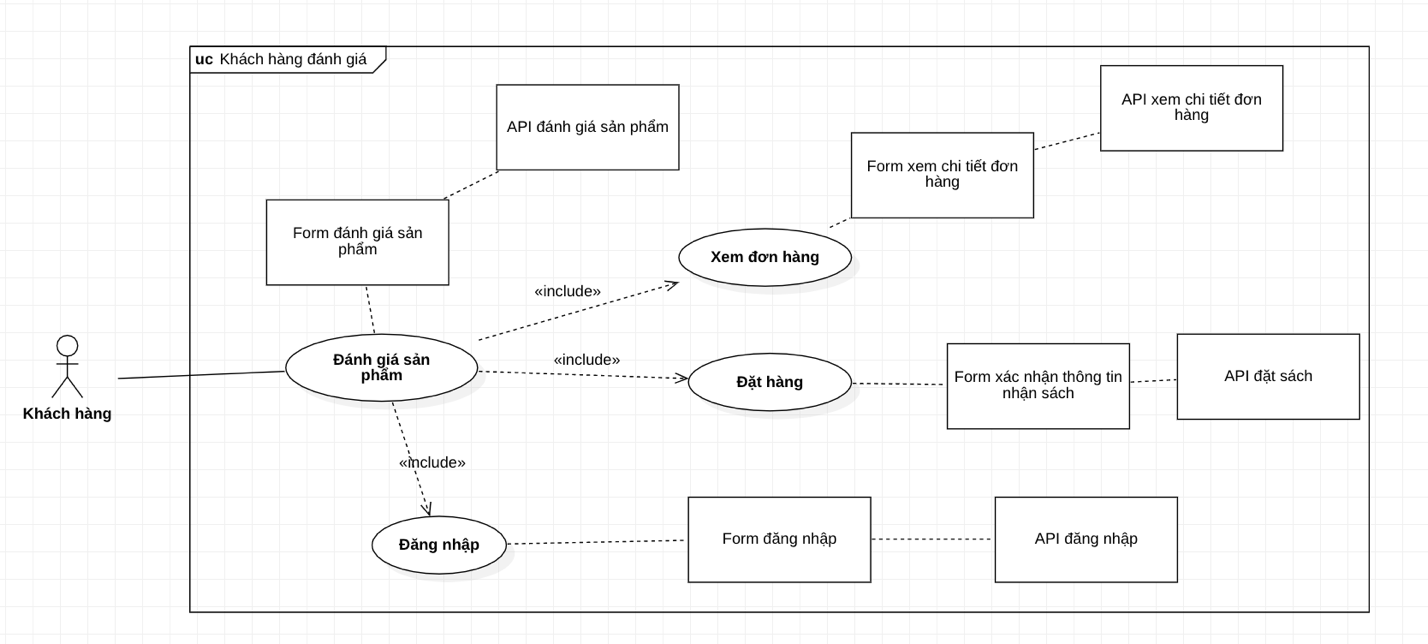 uc Khách hàng đánh giá
API đánh giá sản phẩm
API xem chi tiết đơn
hàng
Form xem chi tiết đơn
hàng
Form đánh giá sản
phẩm
Xem đơn hàng
«include»
Đánh giá sản
phẩm
«include»
Đặt hàng
Form xác nhận thông tin
nhận sách
API đặt sách
Khách hàng
«include»
Đăng nhập
Form đăng nhập
API đăng nhập